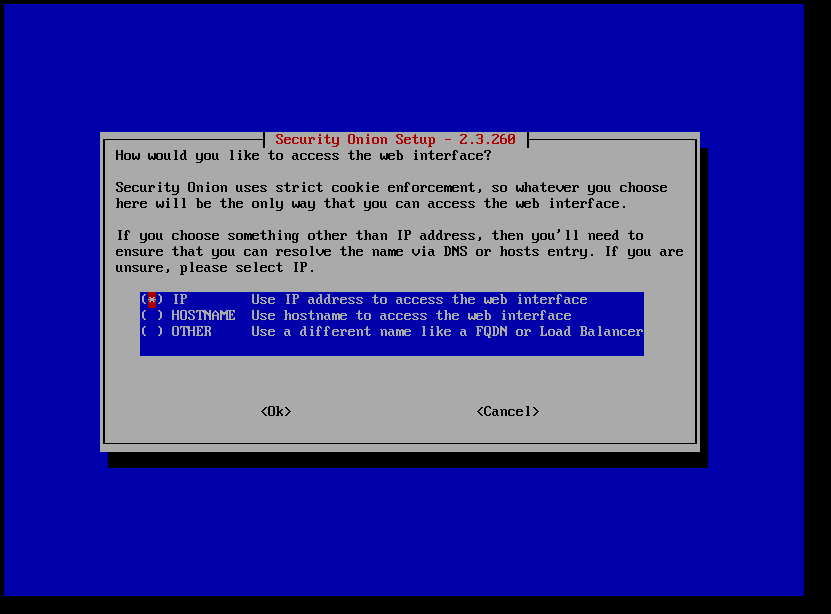 Security Onion Setup - 2.3.260
How would you like to access the web interface?
Security Onion uses strict cookie enforcement, so whatever you choose
here will be the only way that you can access the web interface.
If you choose something other than IP address, then you'll need to
ensure that you can resolve the name via DNS or hosts entry. If you are
unsure, please select IP.
(*) IP Use IP address to access the web interface
( ) HOSTNAME Use hostname to access the web interface
( ) OTHER Use a different name like a FQDN or Load Balancer
<Ok> <Cancel>